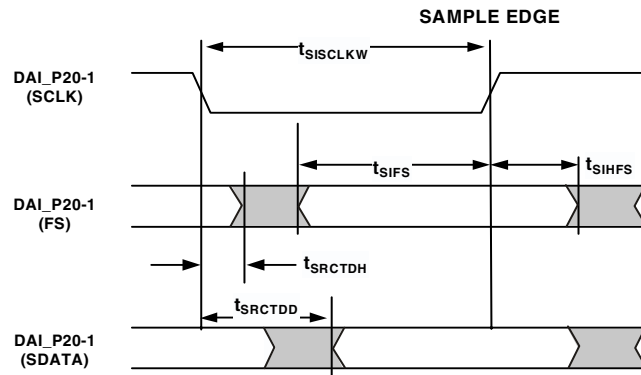 SAMPLE EDGE
tSISCLKW
DAI_P20-1
(SCLK)
tSIFS
tSIHFS
DAI_P20-1
(FS)
tSRCTDH
tSRCTDD
DAI_P20-1
(SDATA)